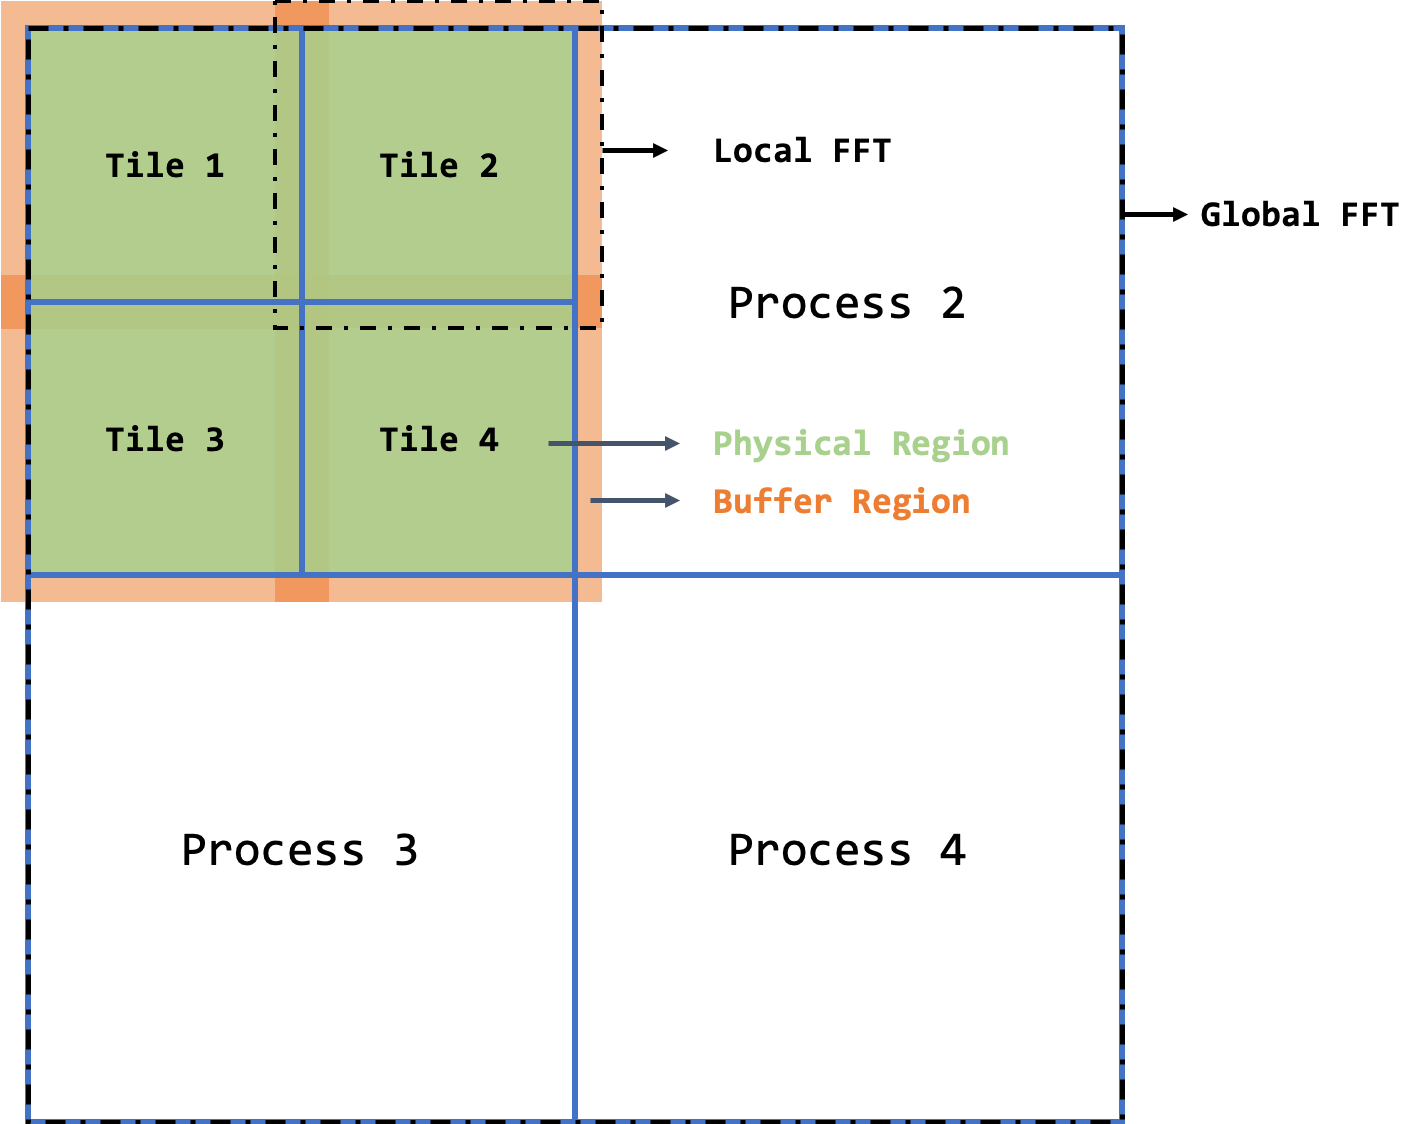 Tile 1
Tile 2
Local FFT
Global FFT
Process 2
Tile 3
Tile 4
Physical Region
Buffer Region
Process 3
Process 4